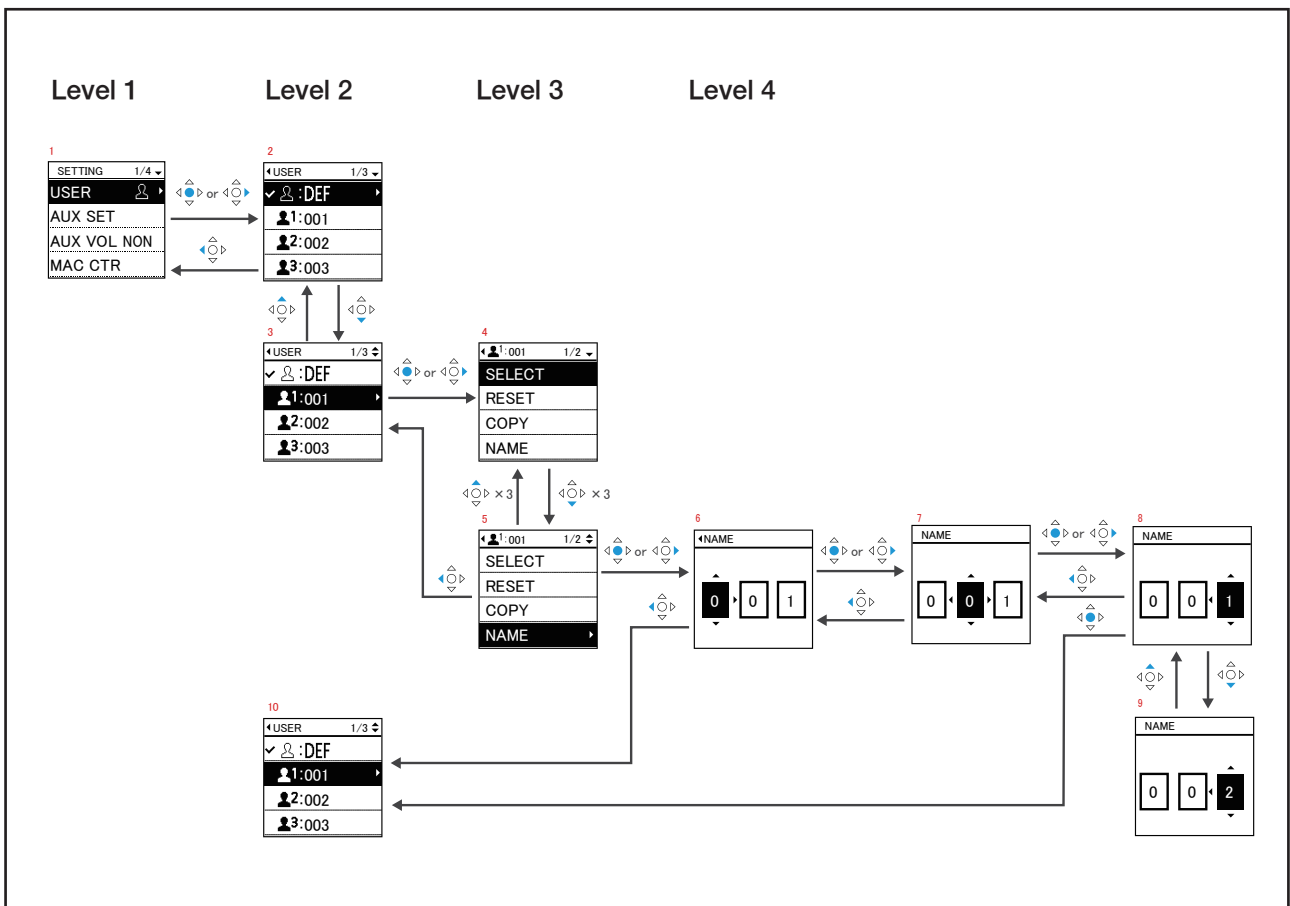 Level 1
Level 2
Level 3
Level 4
1
SETTING 1/4
USER
AUX SET
AUX VOL NON
MAC CTR
or
2
USER 1/3
:DEF
1:001
2:002
3:003
3
USER 1/3
:DEF
1:001
2:002
3:003
or
4
1:001 1/2
SELECT
RESET
COPY
NAME
×3
×3
5
1:001 1/2
SELECT
RESET
COPY
NAME
or
6
NAME
0 0 1
or
7
NAME
0 0 1
or
8
NAME
0 0 1
9
NAME
0 0 2
10
USER 1/3
:DEF
1:001
2:002
3:003